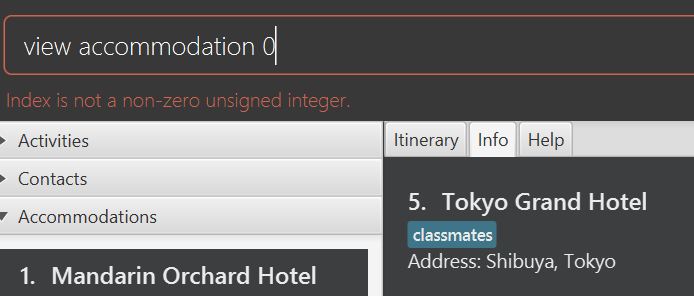 view accommodation 0
Index is not a non-zero unsigned integer.
Activities
Contacts
Accommodations
1. Mandarin Orchard Hotel
Itinerary Info Help
5. Tokyo Grand Hotel
classmates
Address: Shibuya, Tokyo